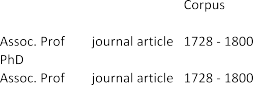 Corpus
Assoc. Prof journal article 1728 - 1800
PhD
Assoc. Prof journal article 1728 - 1800